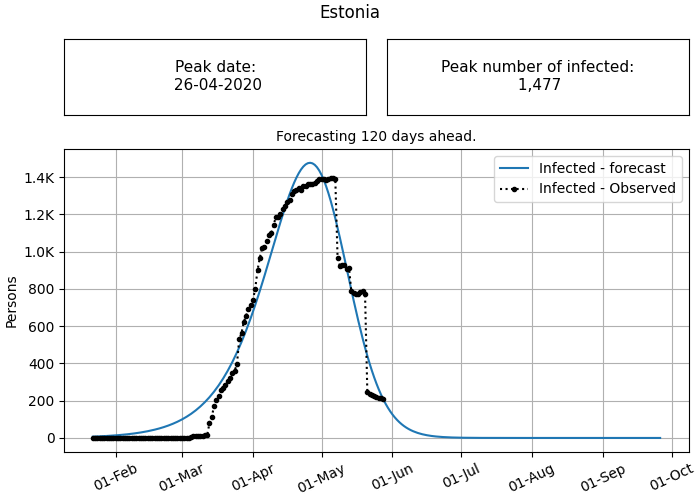 Estonia
Peak date:
26-04-2020
Peak number of infected:
1,477
Forecasting 120 days ahead.
Infected - forecast
Infected - Observed
Persons
1.4K
1.2K
1.0K
800
600
400
200
0
01-Feb
01-Mar
01-Apr
01-May
01-Jun
01-Jul
01-Aug
01-Sep
01-Oct